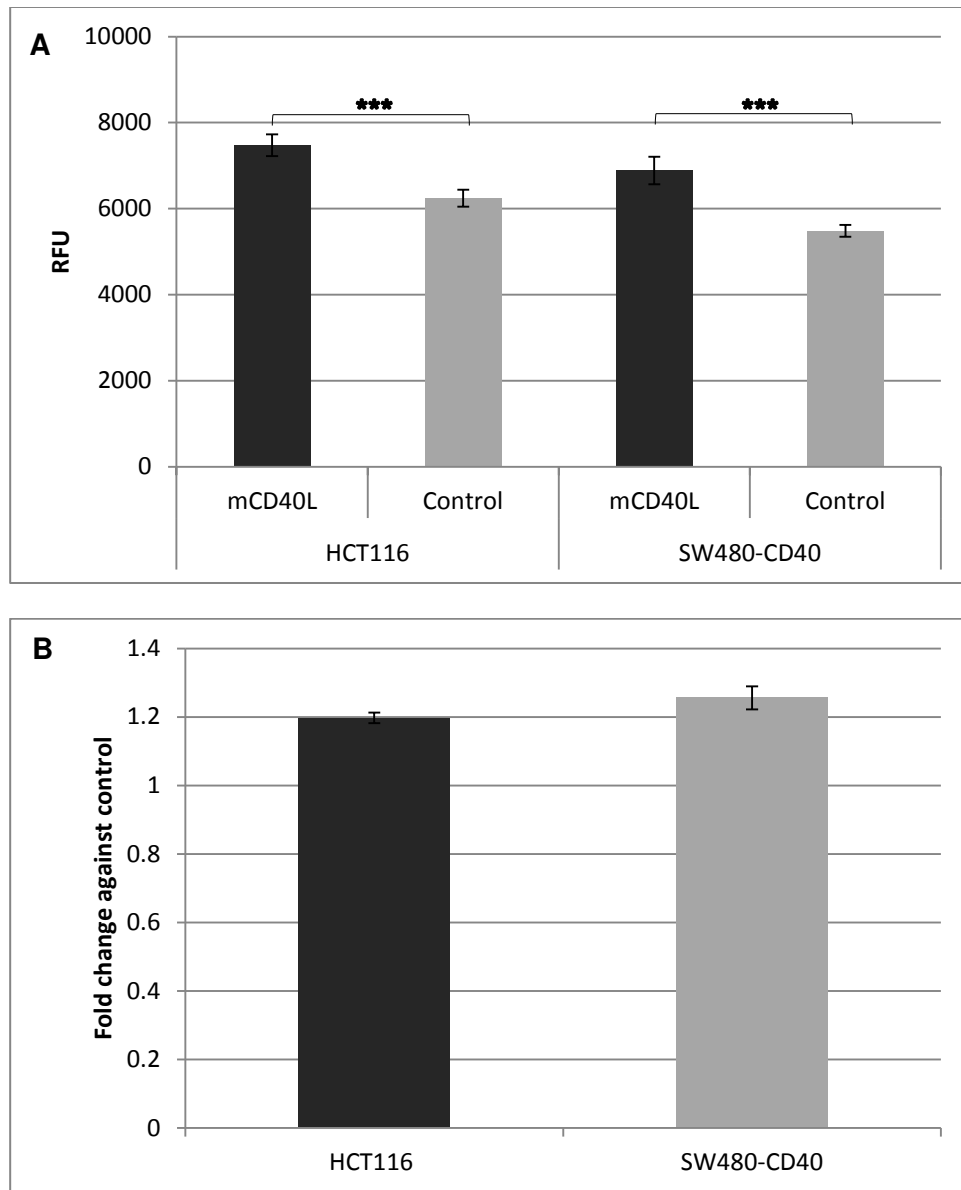 A
10000
8000
6000
4000
2000
0
RFU
***
***
mCD40L Control mCD40L Control
HCT116 SW480-CD40
B
1.4
1.2
1
0.8
0.6
0.4
0.2
0
Fold change against control
HCT116 SW480-CD40